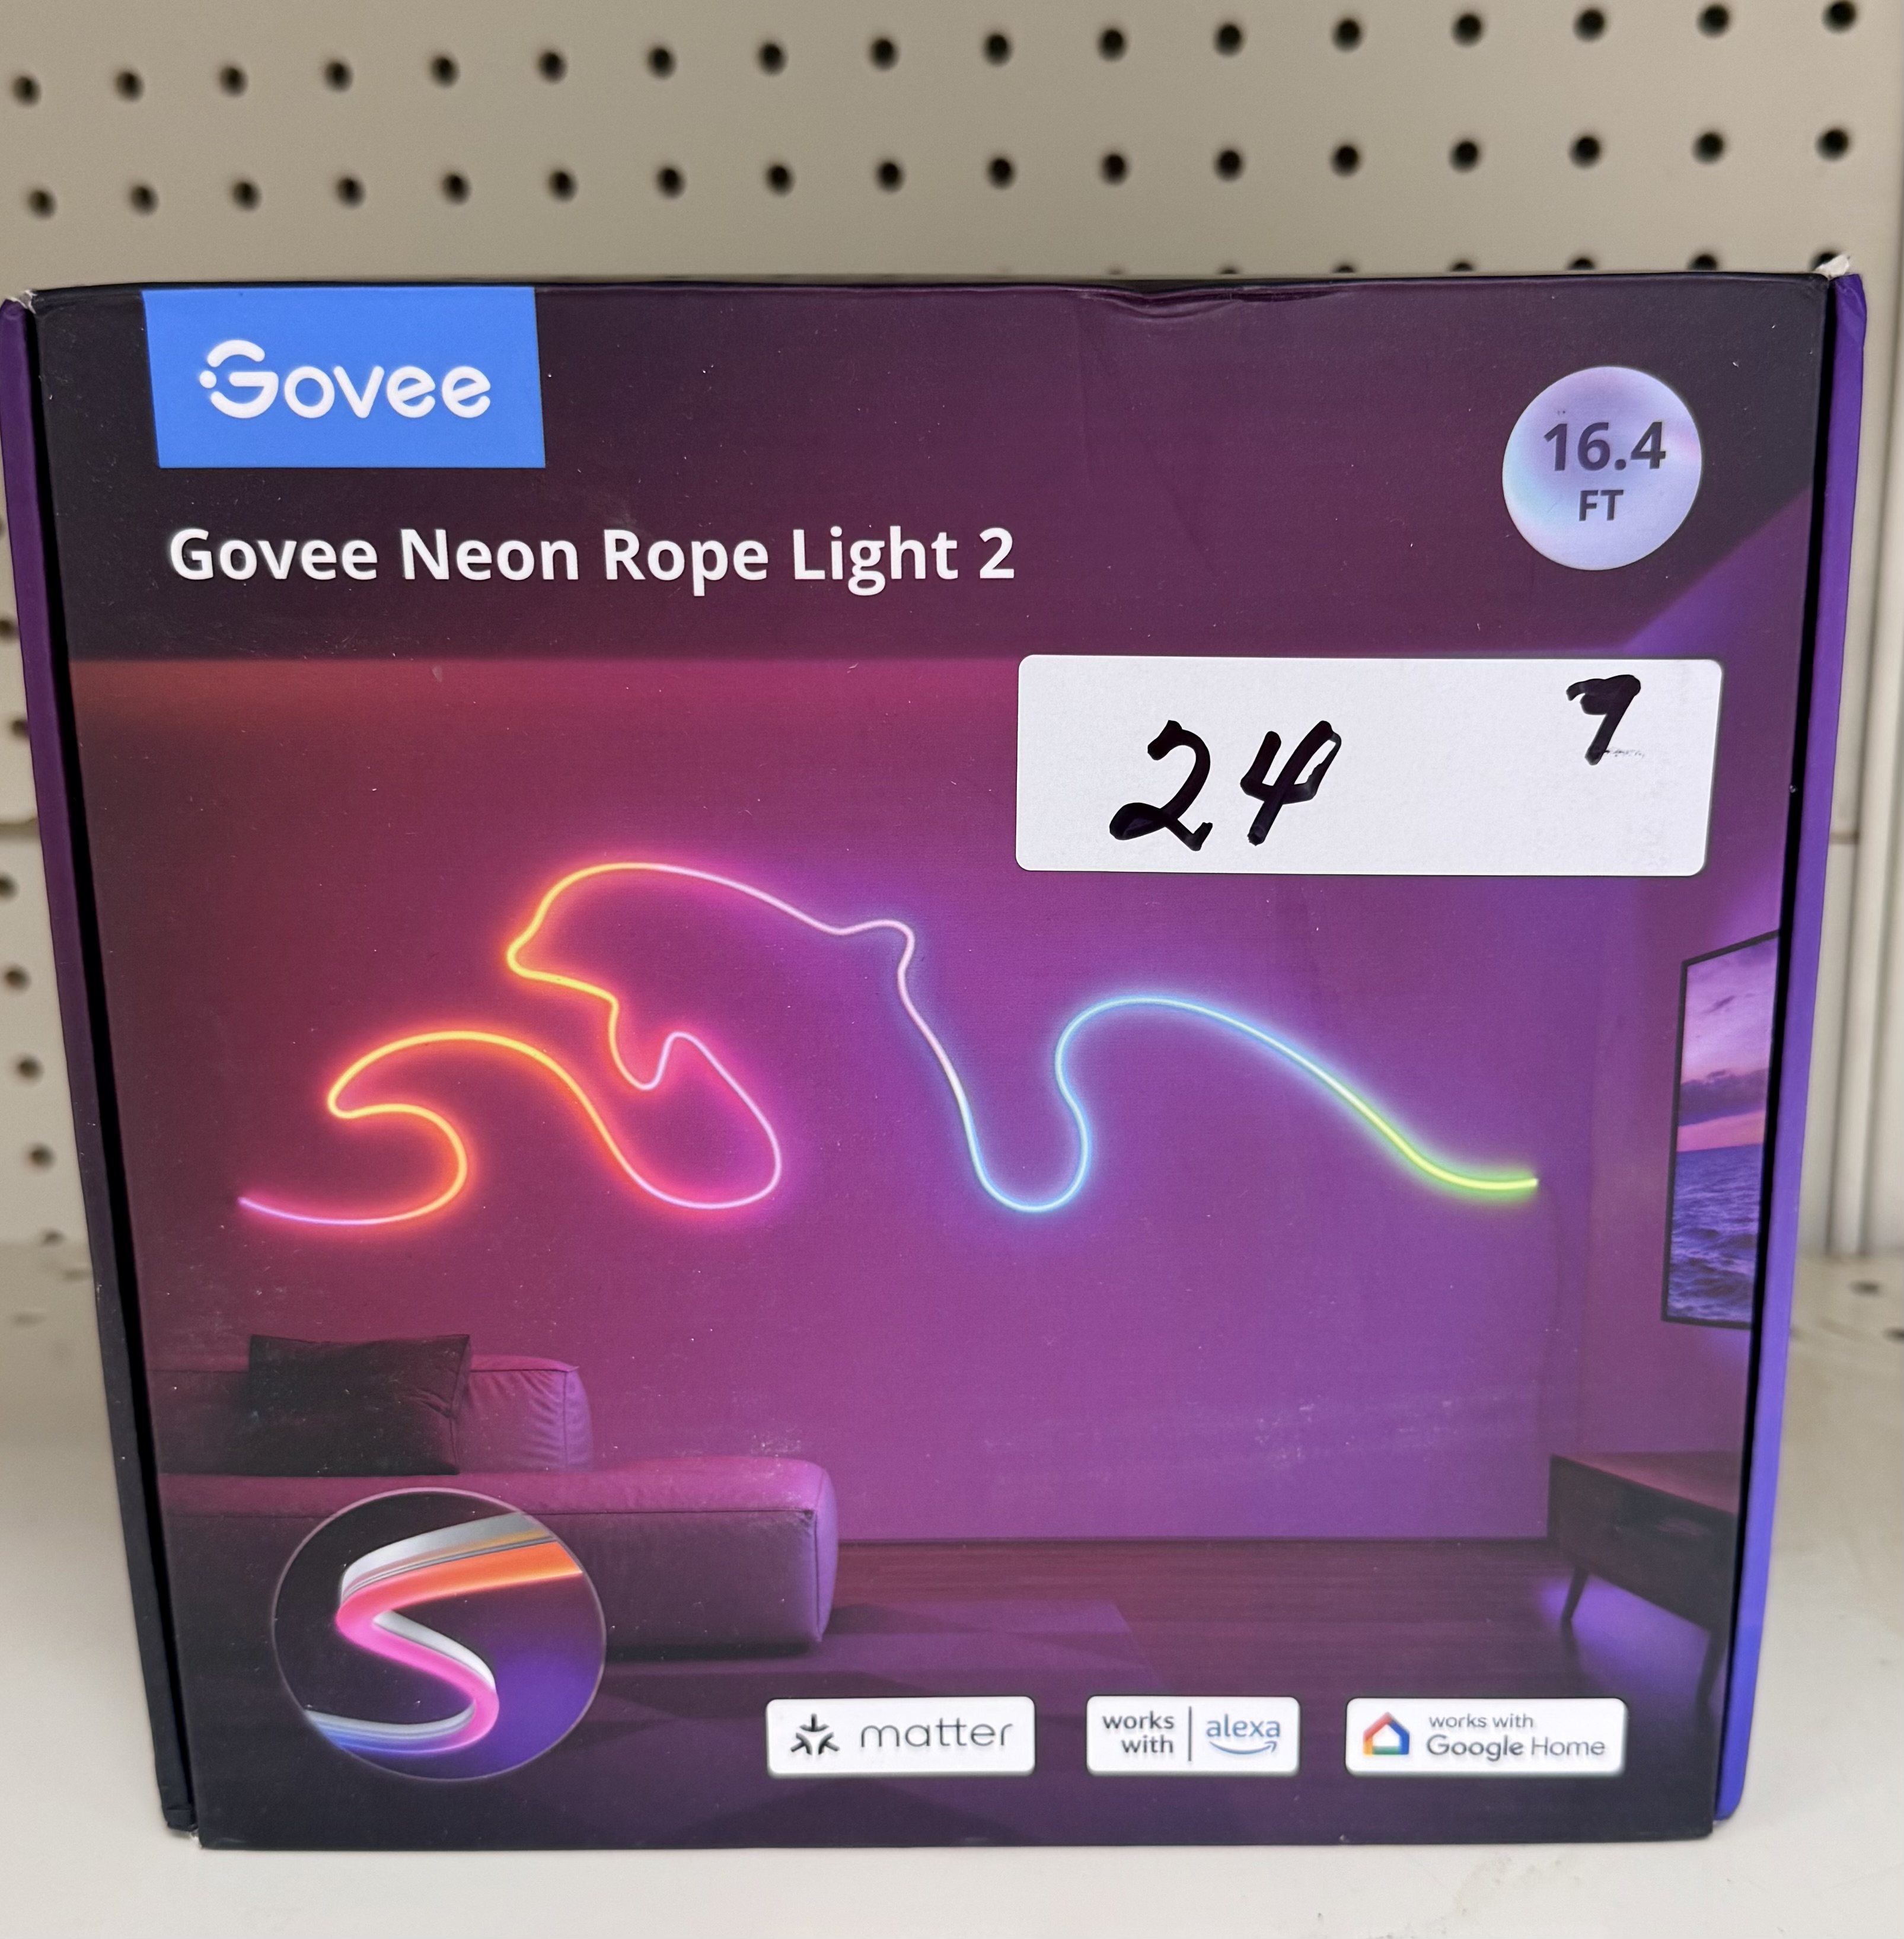 Govee
16.4
FT
Govee Neon Rope Light 2
7
24
matter
works with | alexa
works with
Google Home